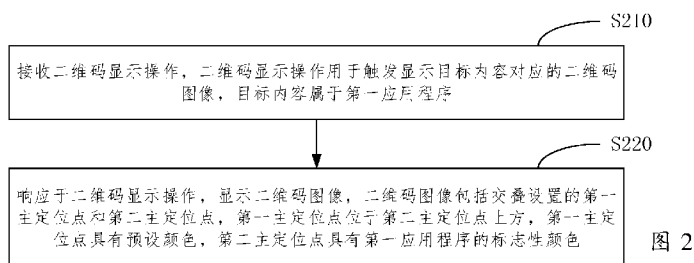 S210
接收二维码显示操作，二维码显示操作用于触发显示目标内容对应的二维码
图像，目标内容属于第一应用程序
S220
响应于二维码显示操作，显示二维码图像，二维码图像包括交叠设置的第一
主定位点和第二主定位点，第一主定位点位于第二主定位点上方，第一主定
位点具有预设颜色，第二主定位点具有第一应用程序的标志性颜色
图 2